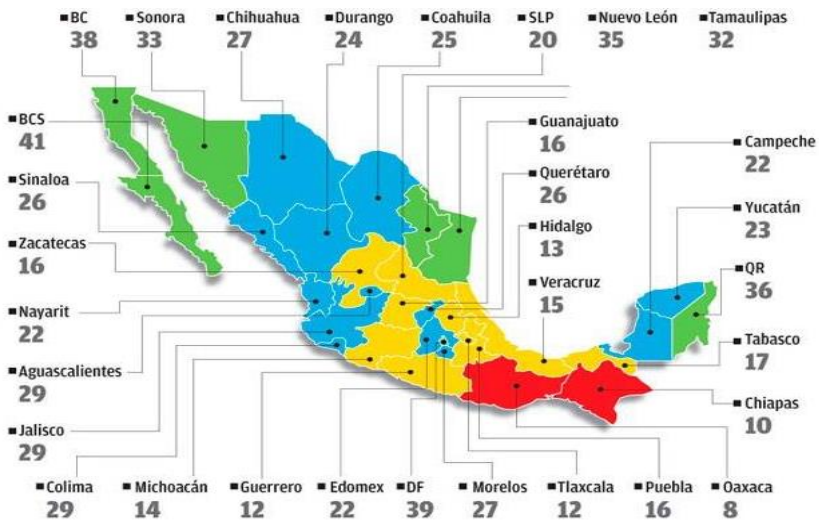 BC Sonora Chihuahua Durango Coahuila SLP Nuevo León Tamaulipas
38 33 27 24 25 20 35 32
BCS
41
Sinaloa
26
Zacatecas
16
Nayarit
22
Aguascalientes
29
Jalisco
29
Guanajuato
16
Querétaro
26
Hidalgo
13
Veracruz
15
Campeche
22
Yucatán
23
QR
36
Tabasco
17
Chiapas
10
Colima Michoacán Guerrero Edomex DF Morelos Tlaxcala Puebla Oaxaca
29 14 12 22 39 27 12 16 8